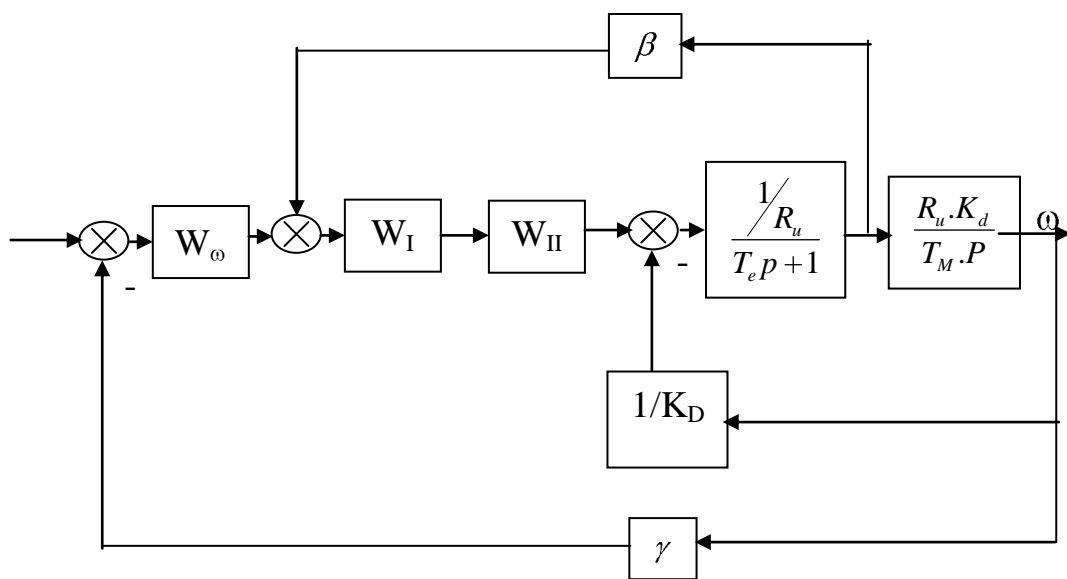 β
W_ω
W_I
W_II
-
1/R_u
T_e p + 1
R_u . K_d
T_M . P
ω
-
1/K_D
γ